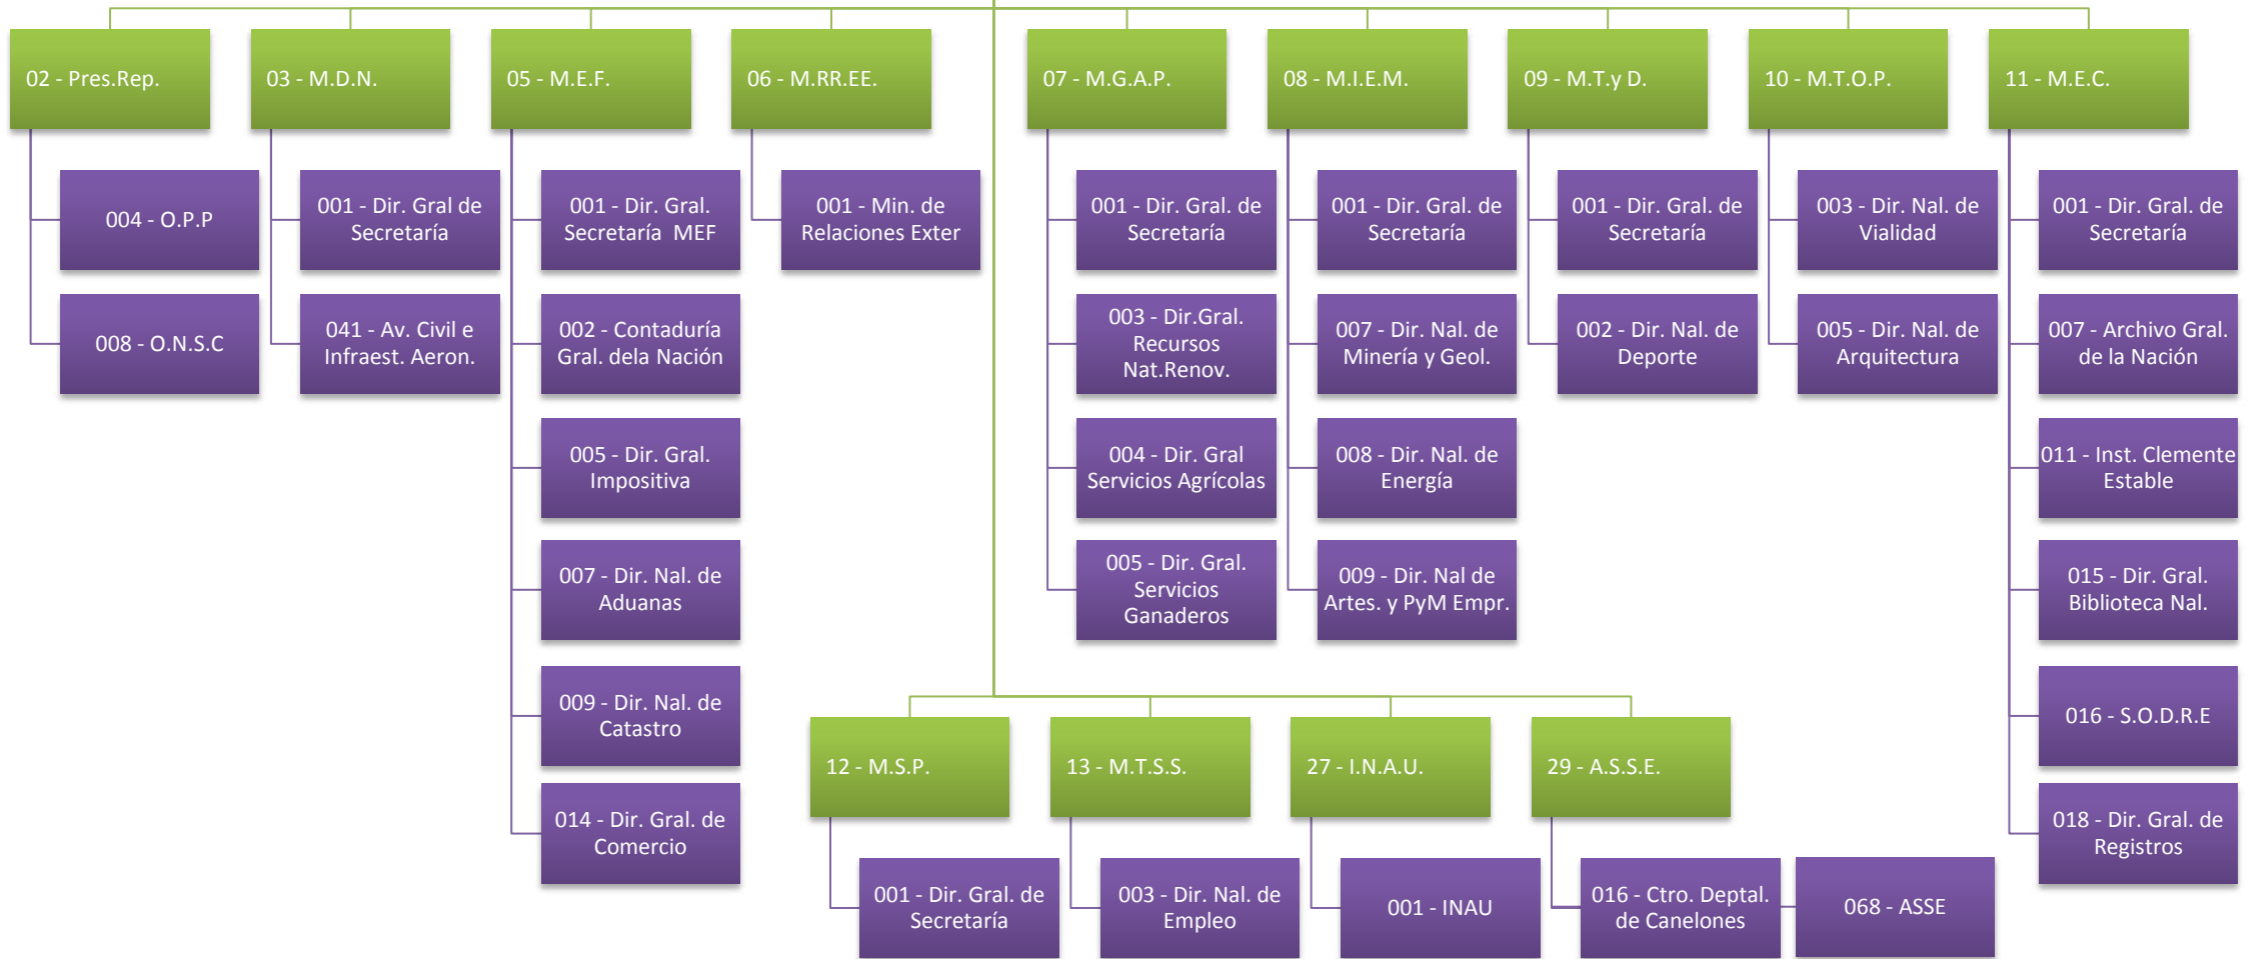 02 - Pres.Rep.
004 - O.P.P
008 - O.N.S.C
03 - M.D.N.
001 - Dir. Gral de
Secretaría
041 - Av. Civil e
Infraest. Aeron.
05 - M.E.F.
001 - Dir. Gral.
Secretaría  MEF
002 - Contaduría
Gral. dela Nación
005 - Dir. Gral.
Impositiva
007 - Dir. Nal. de
Aduanas
009 - Dir. Nal. de
Catastro
014 - Dir. Gral. de
Comercio
06 - M.RR.EE.
001 - Min. de
Relaciones Exter
07 - M.G.A.P.
001 - Dir. Gral. de
Secretaría
003 - Dir.Gral.
Recursos
Nat.Renov.
004 - Dir. Gral
Servicios Agrícolas
005 - Dir. Gral.
Servicios
Ganaderos
08 - M.I.E.M.
001 - Dir. Gral. de
Secretaría
007 - Dir. Nal. de
Minería y Geol.
008 - Dir. Nal. de
Energía
009 - Dir. Nal de
Artes. y PyM Empr.
09 - M.T.y D.
001 - Dir. Gral. de
Secretaría
002 - Dir. Nal. de
Deporte
10 - M.T.O.P.
003 - Dir. Nal. de
Vialidad
005 - Dir. Nal. de
Arquitectura
11 - M.E.C.
001 - Dir. Gral. de
Secretaría
007 - Archivo Gral.
de la Nación
011 - Inst. Clemente
Estable
015 - Dir. Gral.
Biblioteca Nal.
016 - S.O.D.R.E
018 - Dir. Gral. de
Registros
12 - M.S.P.
001 - Dir. Gral. de
Secretaría
13 - M.T.S.S.
003 - Dir. Nal. de
Empleo
27 - I.N.A.U.
001 - INAU
29 - A.S.S.E.
016 - Ctro. Deptal.
de Canelones
068 - ASSE